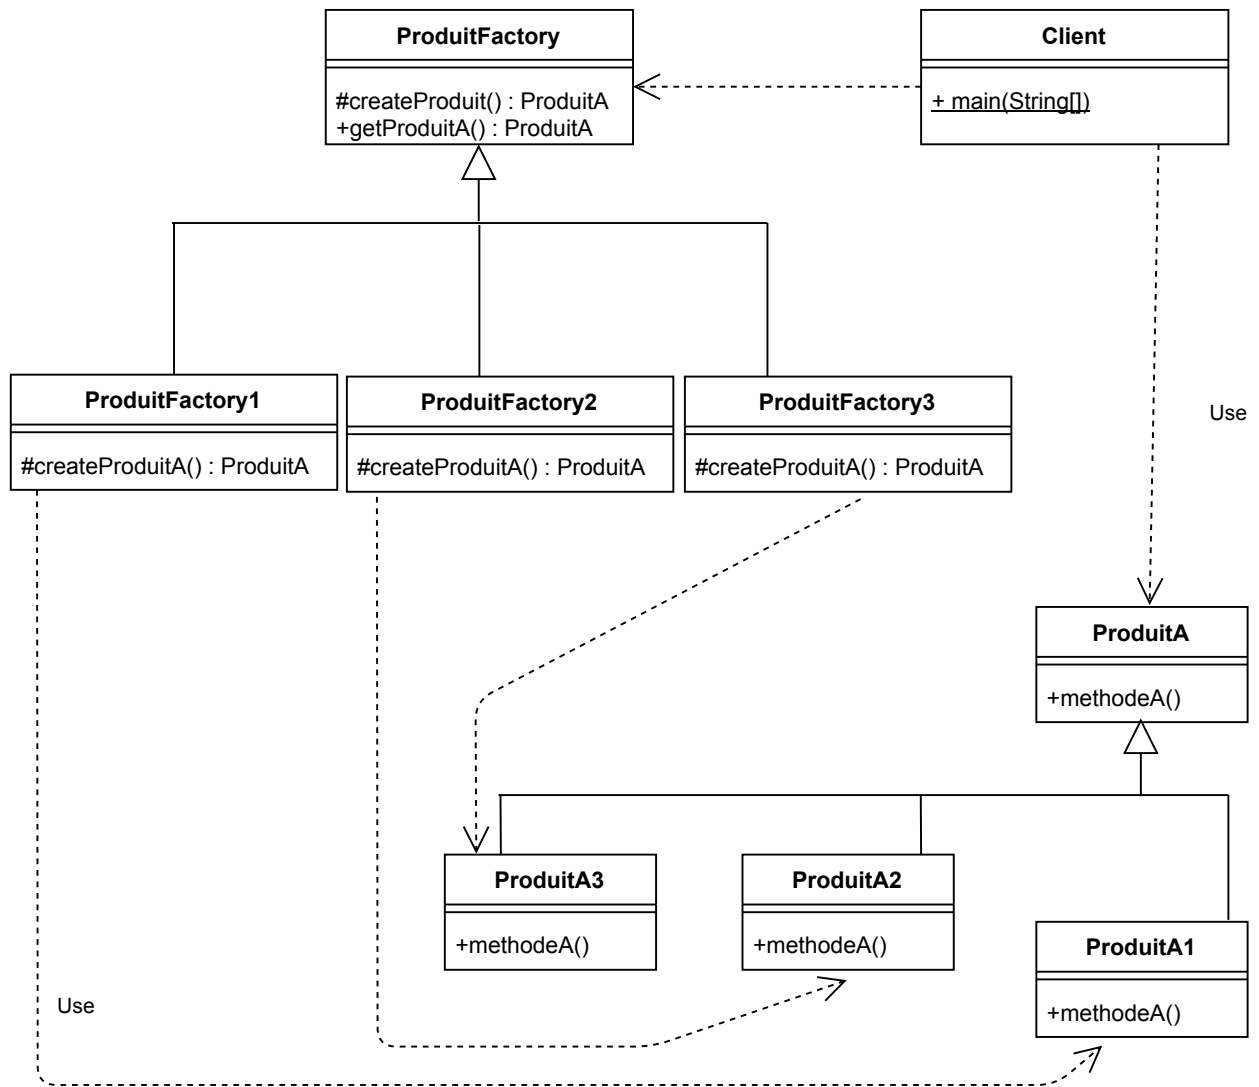 ProduitFactory
#createProduit() : ProduitA
+getProduitA() : ProduitA
Client
+ main(String[])
ProduitFactory1
#createProduitA() : ProduitA
ProduitFactory2
#createProduitA() : ProduitA
ProduitFactory3
#createProduitA() : ProduitA
Use
ProduitA
+methodeA()
ProduitA3
+methodeA()
ProduitA2
+methodeA()
ProduitA1
+methodeA()
Use